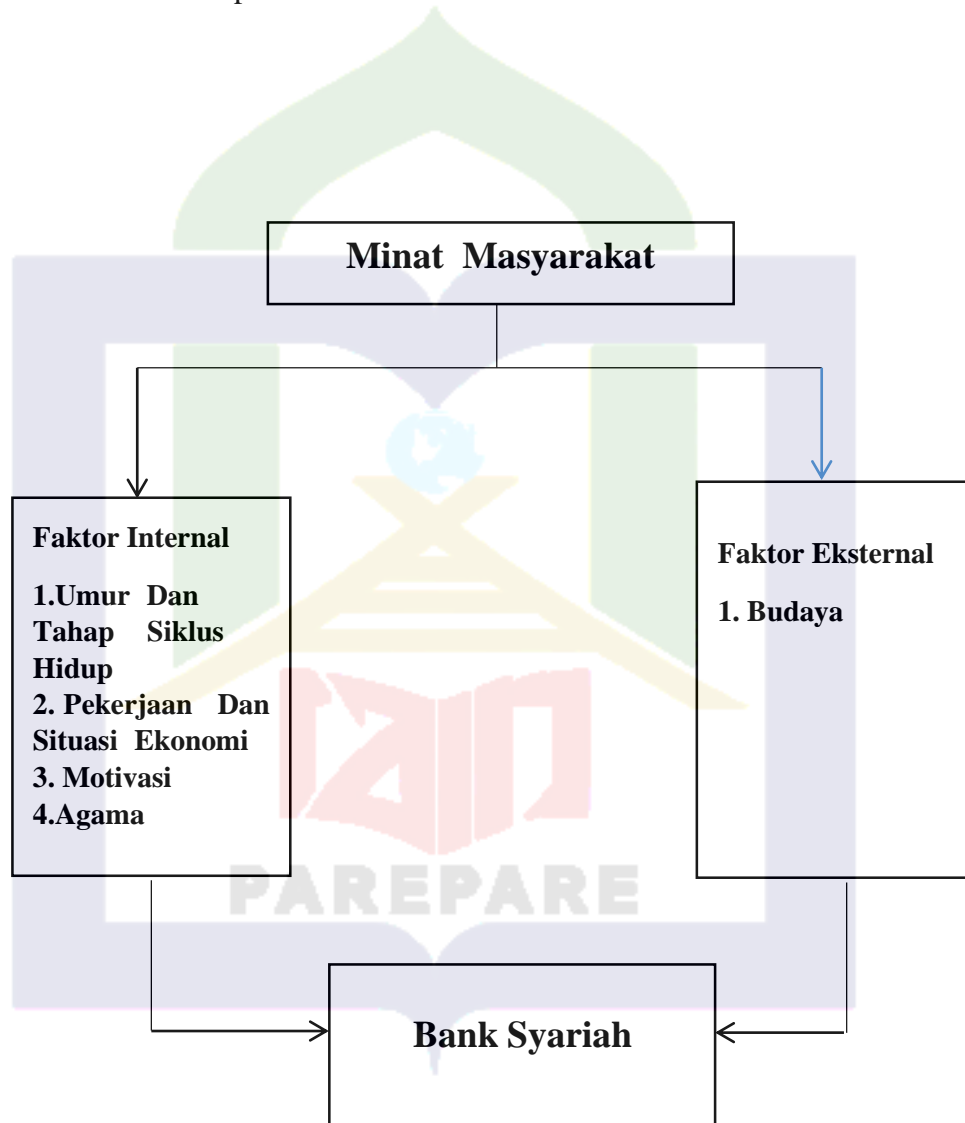 Minat Masyarakat
Faktor Internal
1.Umur Dan
Tahap Siklus
Hidup
2. Pekerjaan Dan
Situasi Ekonomi
3. Motivasi
4.Agama
Faktor Eksternal
1. Budaya
PAREPARE
Bank Syariah